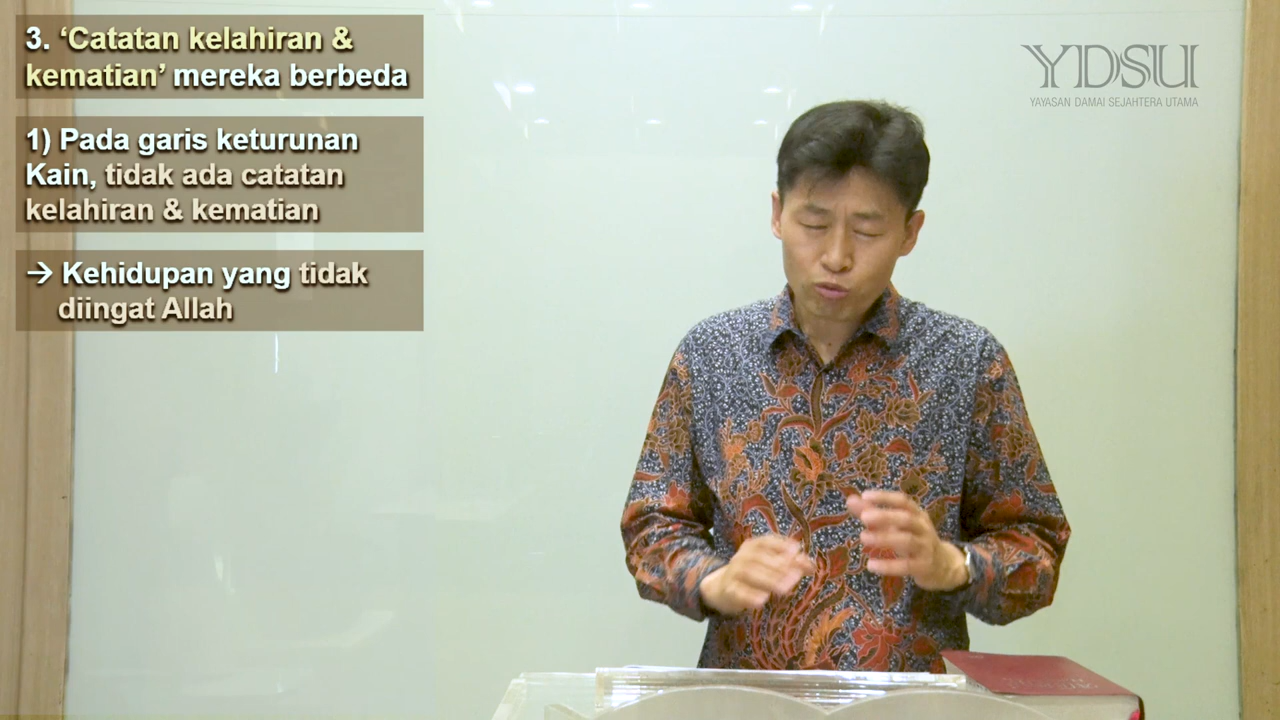 3. ‘Catatan kelahiran &
kematian’ mereka berbeda
1) Pada garis keturunan
Kain, tidak ada catatan
kelahiran & kematian
→ Kehidupan yang tidak
diingat Allah
YDSU
YAYASAN DAMAI SEJAHTERA UTAMA